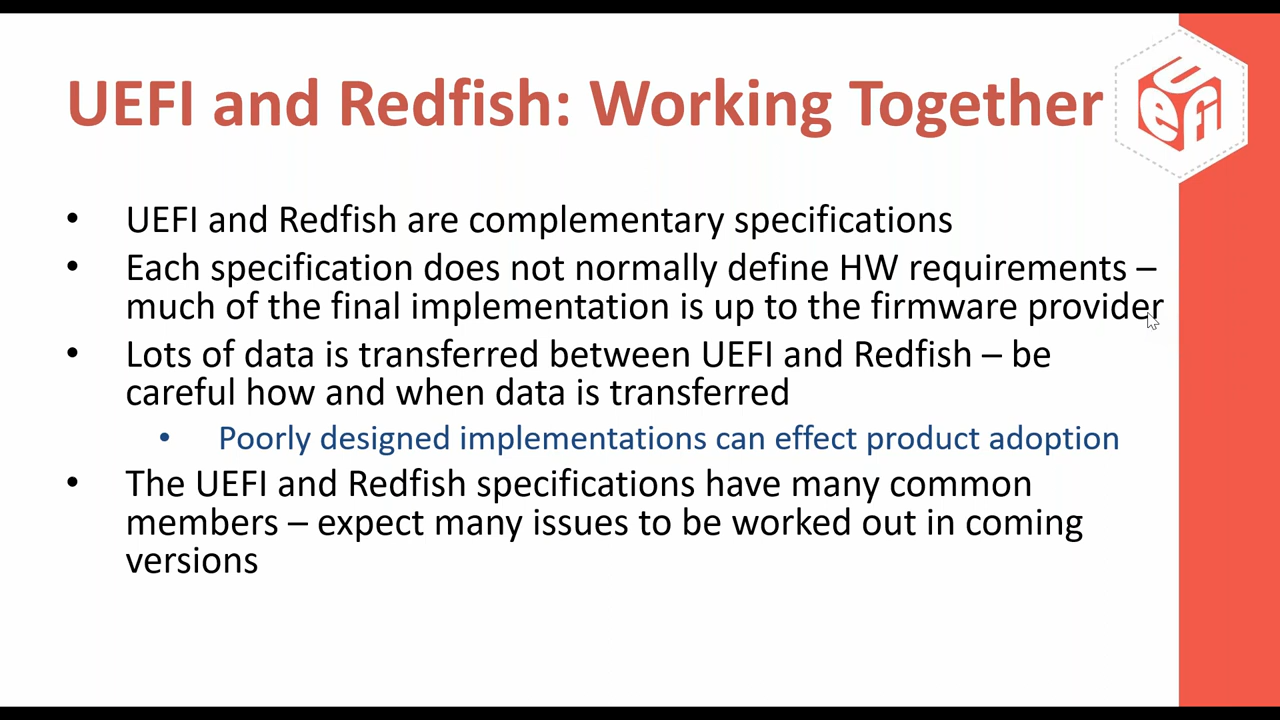 UEFI and Redfish: Working Together
UEFI
• UEFI and Redfish are complementary specifications
• Each specification does not normally define HW requirements –
much of the final implementation is up to the firmware provider
• Lots of data is transferred between UEFI and Redfish – be
careful how and when data is transferred
• Poorly designed implementations can effect product adoption
• The UEFI and Redfish specifications have many common
members – expect many issues to be worked out in coming
versions